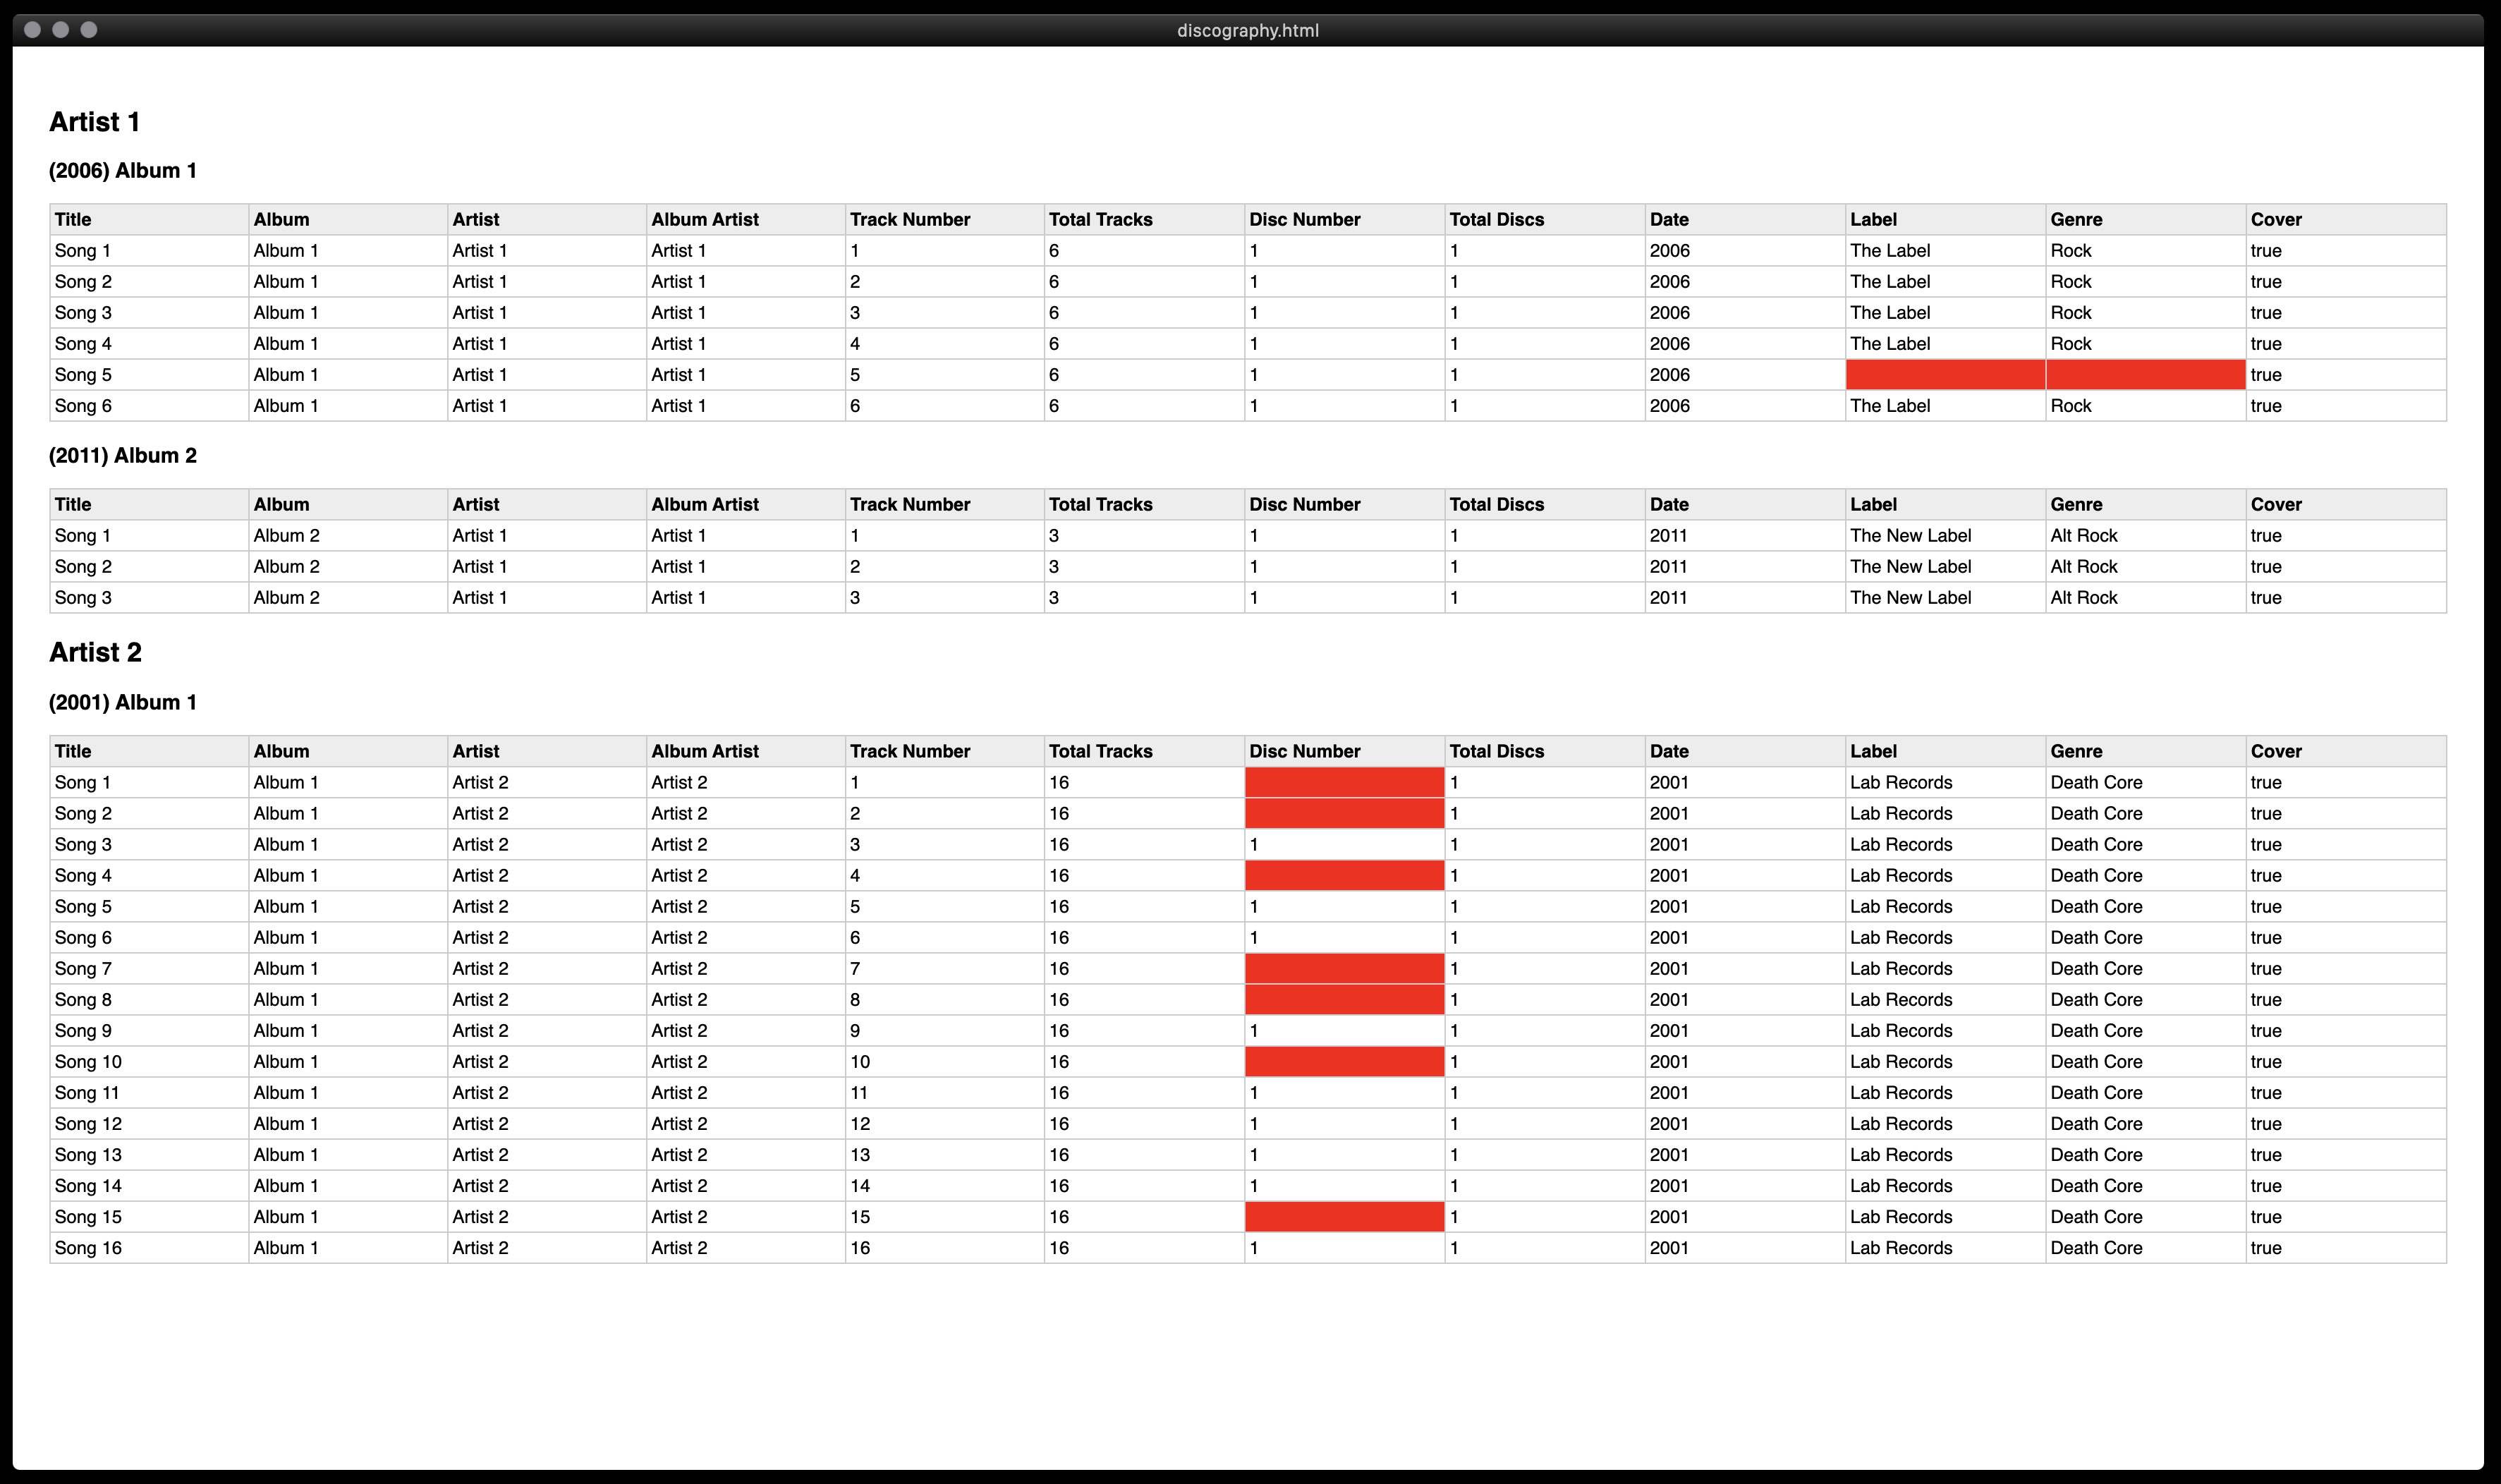 discography.html
Artist 1
(2006) Album 1
Title Album Artist Album Artist Track Number Total Tracks Disc Number Total Discs Date Label Genre Cover
Song 1 Album 1 Artist 1 Artist 1 1 6 1 1 2006 The Label Rock true
Song 2 Album 1 Artist 1 Artist 1 2 6 1 1 2006 The Label Rock true
Song 3 Album 1 Artist 1 Artist 1 3 6 1 1 2006 The Label Rock true
Song 4 Album 1 Artist 1 Artist 1 4 6 1 1 2006 The Label Rock true
Song 5 Album 1 Artist 1 Artist 1 5 6 1 1 2006 true
Song 6 Album 1 Artist 1 Artist 1 6 6 1 1 2006 The Label Rock true
(2011) Album 2
Title Album Artist Album Artist Track Number Total Tracks Disc Number Total Discs Date Label Genre Cover
Song 1 Album 2 Artist 1 Artist 1 1 3 1 1 2011 The New Label Alt Rock true
Song 2 Album 2 Artist 1 Artist 1 2 3 1 1 2011 The New Label Alt Rock true
Song 3 Album 2 Artist 1 Artist 1 3 3 1 1 2011 The New Label Alt Rock true
Artist 2
(2001) Album 1
Title Album Artist Album Artist Track Number Total Tracks Disc Number Total Discs Date Label Genre Cover
Song 1 Album 1 Artist 2 Artist 2 1 16 1 2001 Lab Records Death Core true
Song 2 Album 1 Artist 2 Artist 2 2 16 1 2001 Lab Records Death Core true
Song 3 Album 1 Artist 2 Artist 2 3 16 1 1 2001 Lab Records Death Core true
Song 4 Album 1 Artist 2 Artist 2 4 16 1 2001 Lab Records Death Core true
Song 5 Album 1 Artist 2 Artist 2 5 16 1 1 2001 Lab Records Death Core true
Song 6 Album 1 Artist 2 Artist 2 6 16 1 1 2001 Lab Records Death Core true
Song 7 Album 1 Artist 2 Artist 2 7 16 1 2001 Lab Records Death Core true
Song 8 Album 1 Artist 2 Artist 2 8 16 1 2001 Lab Records Death Core true
Song 9 Album 1 Artist 2 Artist 2 9 16 1 1 2001 Lab Records Death Core true
Song 10 Album 1 Artist 2 Artist 2 10 16 1 2001 Lab Records Death Core true
Song 11 Album 1 Artist 2 Artist 2 11 16 1 1 2001 Lab Records Death Core true
Song 12 Album 1 Artist 2 Artist 2 12 16 1 1 2001 Lab Records Death Core true
Song 13 Album 1 Artist 2 Artist 2 13 16 1 1 2001 Lab Records Death Core true
Song 14 Album 1 Artist 2 Artist 2 14 16 1 1 2001 Lab Records Death Core true
Song 15 Album 1 Artist 2 Artist 2 15 16 1 2001 Lab Records Death Core true
Song 16 Album 1 Artist 2 Artist 2 16 16 1 1 2001 Lab Records Death Core true